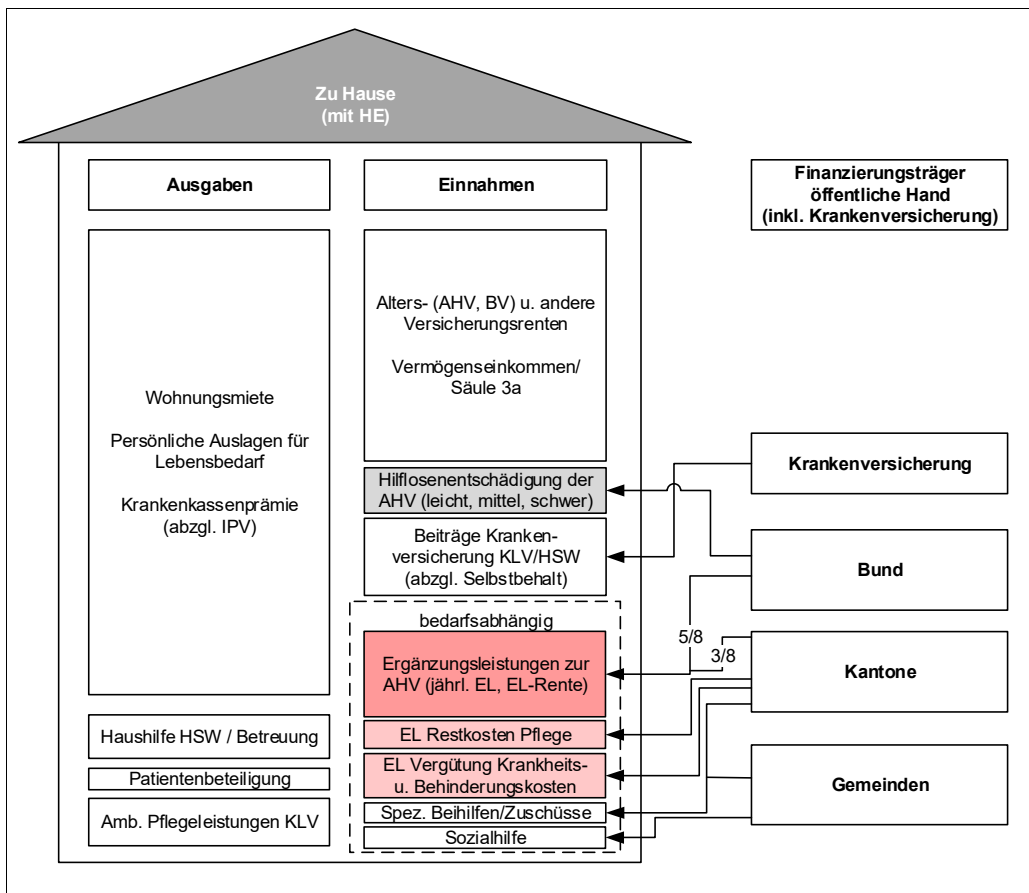 Zu Hause
(mit HE)
Ausgaben
Einnahmen
Finanzierungsträger
öffentliche Hand
(inkl. Krankenversicherung)
Wohnungsmiete
Persönliche Auslagen für
Lebensbedarf
Krankenkassenprämie
(abzgl. IPV)
Haushilfe HSW / Betreuung
Patientenbeteiligung
Amb. Pflegeleistungen KLV
Alters- (AHV, BV) u. andere
Versicherungsrenten
Vermögenseinkommen/
Säule 3a
Hilflosenentschädigung der
AHV (leicht, mittel, schwer)
Beiträge Kranken-
versicherung KLV/HSW
(abzgl. Selbstbehalt)
bedarfsabhängig
Ergänzungsleistungen zur
AHV (jährl. EL, EL-Rente)
EL Restkosten Pflege
EL Vergütung Krankheits-
u. Behinderungskosten
Spez. Beihilfen/Zuschüsse
Sozialhilfe
5/8
3/8
Krankenversicherung
Bund
Kantone
Gemeinden